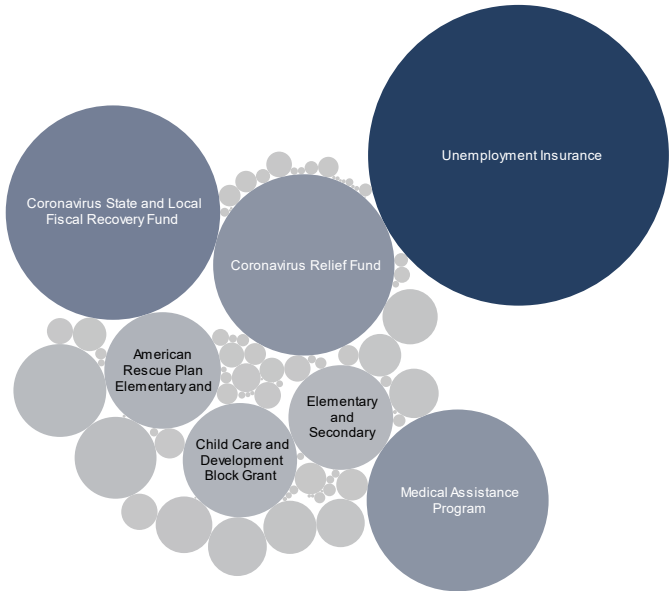 Unemployment Insurance
Coronavirus State and Local
Fiscal Recovery Fund
Coronavirus Relief Fund
American
Rescue Plan
Elementary and
Elementary
and
Secondary
Child Care and
Development
Block Grant
Medical Assistance
Program